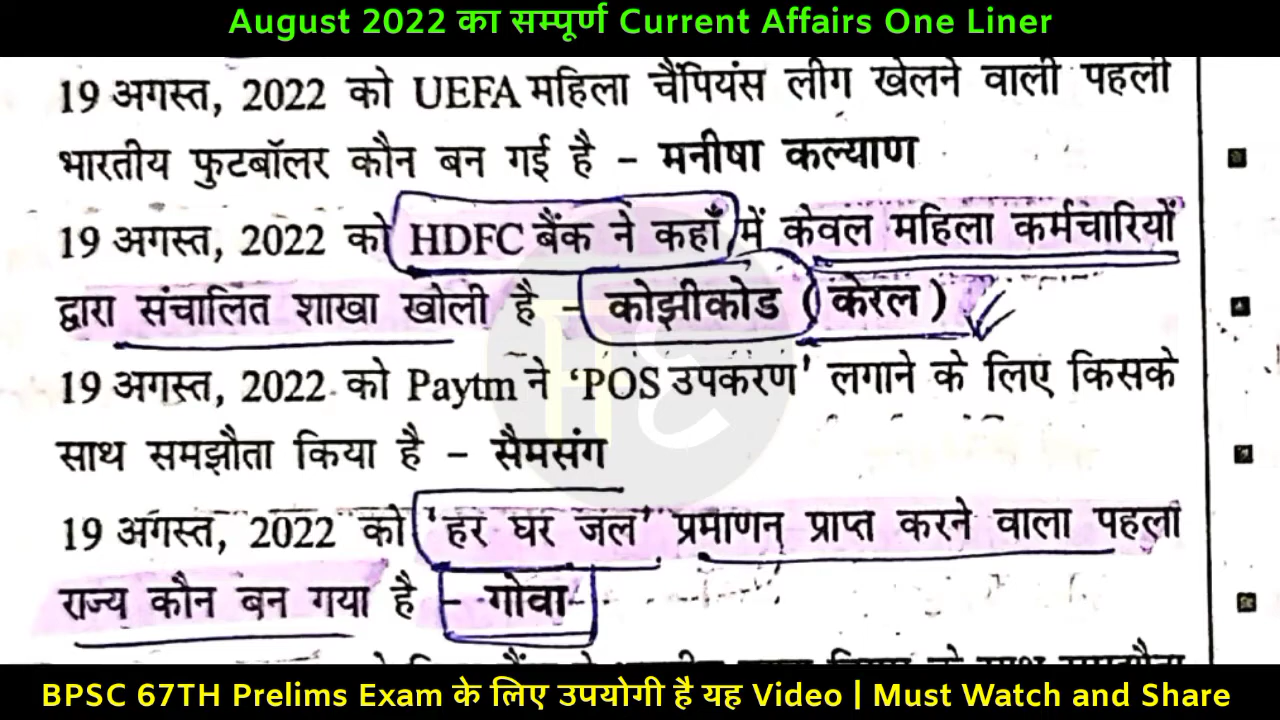 August 2022 का सम्पूर्ण Current Affairs One Liner
19 अगस्त, 2022 को UEFA महिला चैंपियंस लीग खेलने वाली पहली
भारतीय फुटबॉलर कौन बन गई है – मनीषा कल्याण
19 अगस्त, 2022 को HDFC बैंक ने कहाँ में केवल महिला कर्मचारियों
द्वारा संचालित शाखा खोली है – कोझीकोड (केरल)
19 अगस्त, 2022 को Paytm ने ‘POS उपकरण’ लगाने के लिए किसके
साथ समझौता किया है – सैमसंग
19 अगस्त, 2022 को 'हर घर जल' प्रमाणन् प्राप्त करने वाला पहला
राज्य कौन बन गया है – गोवा
BPSC 67TH Prelims Exam के लिए उपयोगी है यह Video | Must Watch and Share